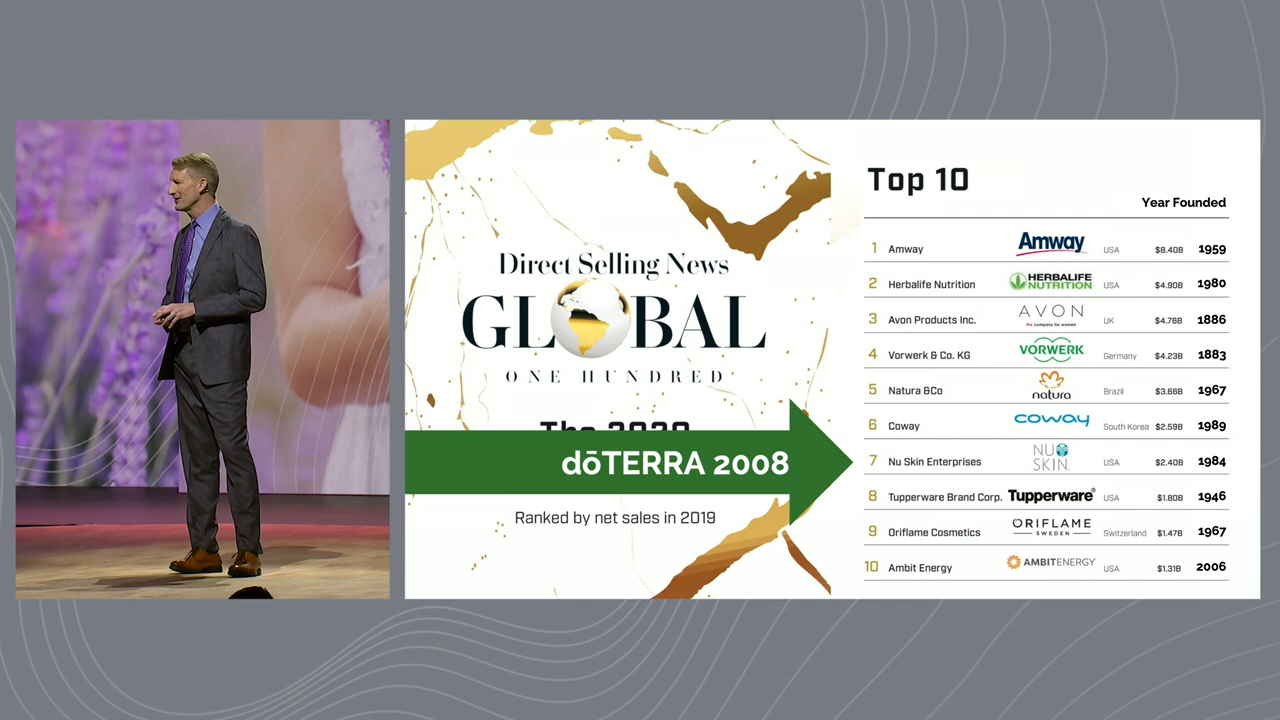 Direct Selling News
GLOBAL
ONE HUNDRED
The 2020
dōTERRA 2008
Ranked by net sales in 2019
Top 10
Year Founded
1 Amway Amway USA $8.40B 1959
2 Herbalife Nutrition HERBALIFE NUTRITION USA $4.90B 1980
3 Avon Products Inc. AVON the company for women UK $4.76B 1886
4 Vorwerk & Co. KG VORWERK Germany $4.23B 1883
5 Natura &Co natura Brazil $3.66B 1967
6 Coway coway South Korea $2.59B 1989
7 Nu Skin Enterprises NU SKIN. USA $2.40B 1984
8 Tupperware Brand Corp. Tupperware® USA $1.80B 1946
9 Oriflame Cosmetics ORIFLAME SWEDEN Switzerland $1.47B 1967
10 Ambit Energy AMBITENERGY USA $1.31B 2006